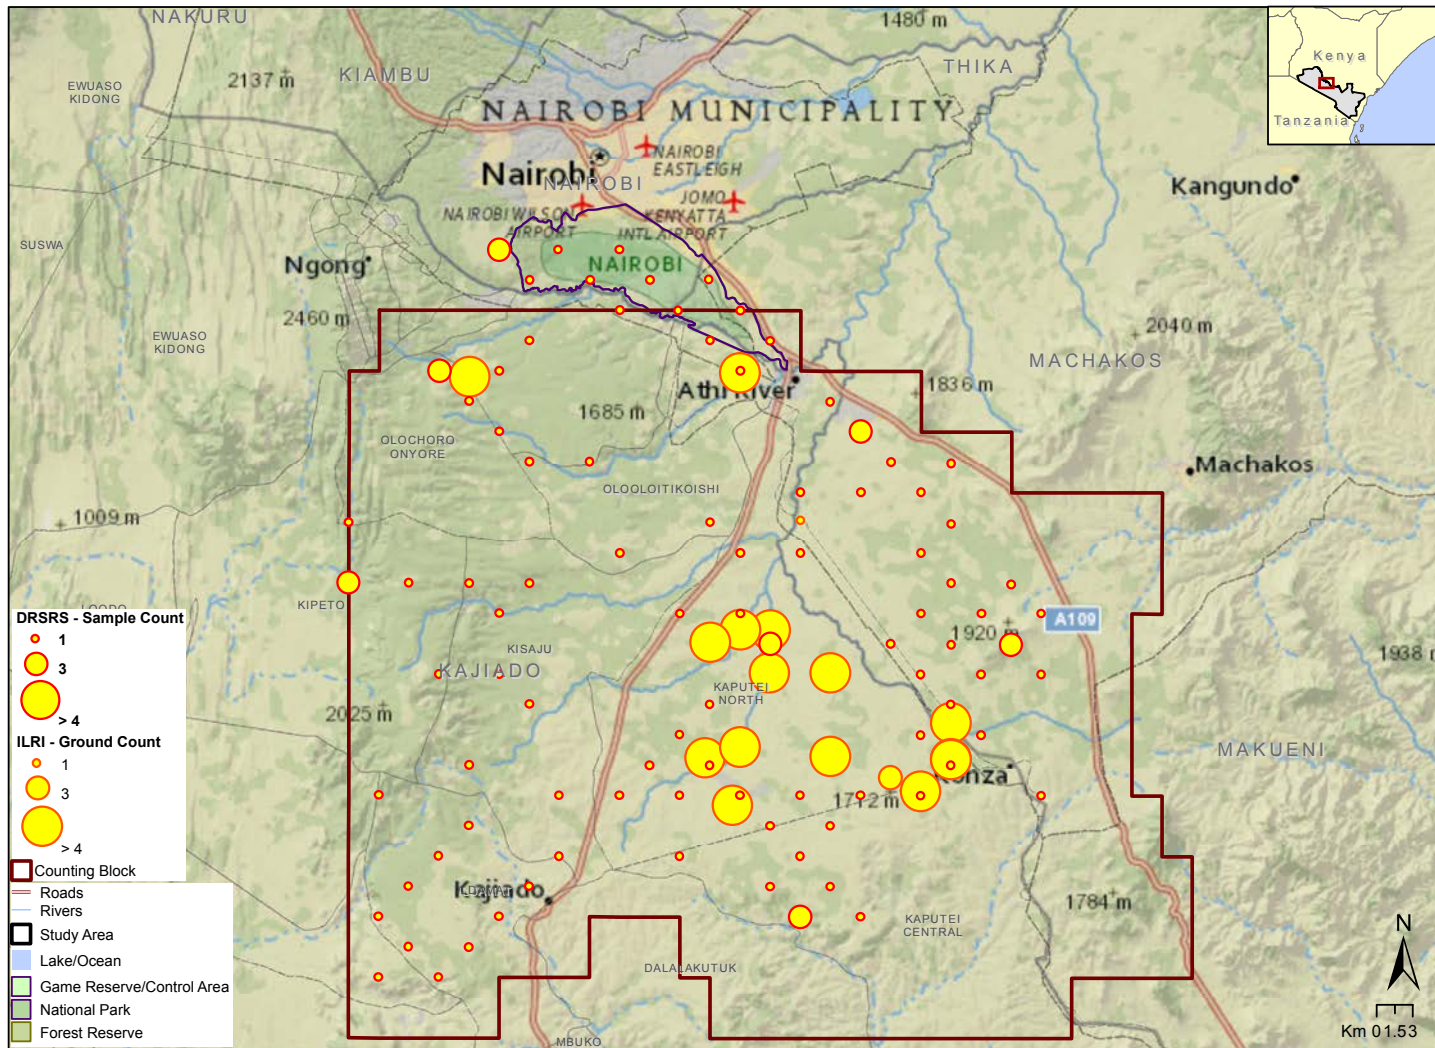 NAKURU
1480 m
THIKA
KIAMBU
2137 m
EWUASO
KIDONG
Kenya
Tanzania
NAIROBI MUNICIPALITY
NAIROBI
EASTLEIGH
Nairobi
NAIROBI
Kangundo
JOMO
KENYATTA
INTL AIRPORT
NAIROBI WILSON
AIRPORT
SUSWA
Ngong
NAIROBI
2460 m
EWUASO
KIDONG
2040 m
MACHAKOS
1836 m
Athi River
1685 m
OLOCHORO
ONYORE
Machakos
OLOOLOITIKOISHI
1009 m
KIPETO
A109
1920 m
KISAJU
KAJIADO
1938 m
KAPUTEI
NORTH
2025 m
MAKUENI
Konza
1712 m
Kajiado
1784 m
KAPUTEI
CENTRAL
DALALAKUTUK
MBUKO
DRSRS - Sample Count
1
3
> 4
ILRI - Ground Count
1
3
> 4
Counting Block
Roads
Rivers
Study Area
Lake/Ocean
Game Reserve/Control Area
National Park
Forest Reserve
N
Km 01.53